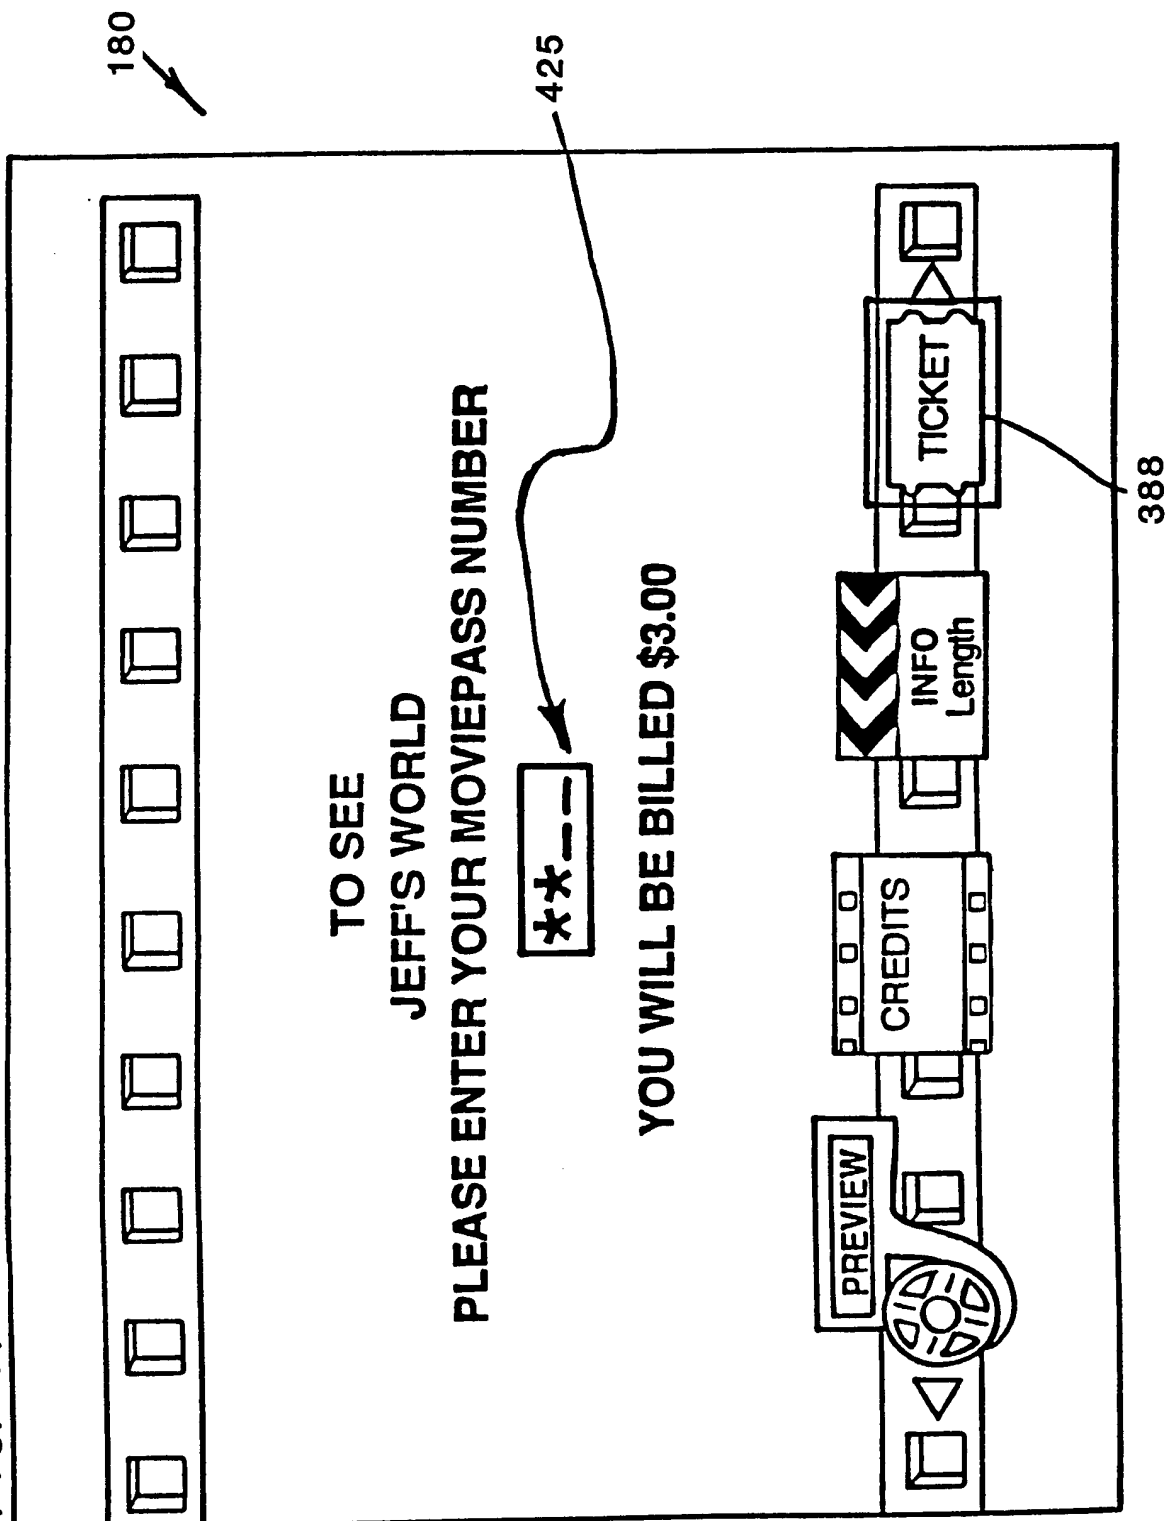 180
TO SEE
JEFF'S WORLD
PLEASE ENTER YOUR MOVIEPASS NUMBER
425
**--
YOU WILL BE BILLED $3.00
PREVIEW
CREDITS
INFO
Length
TICKET
388